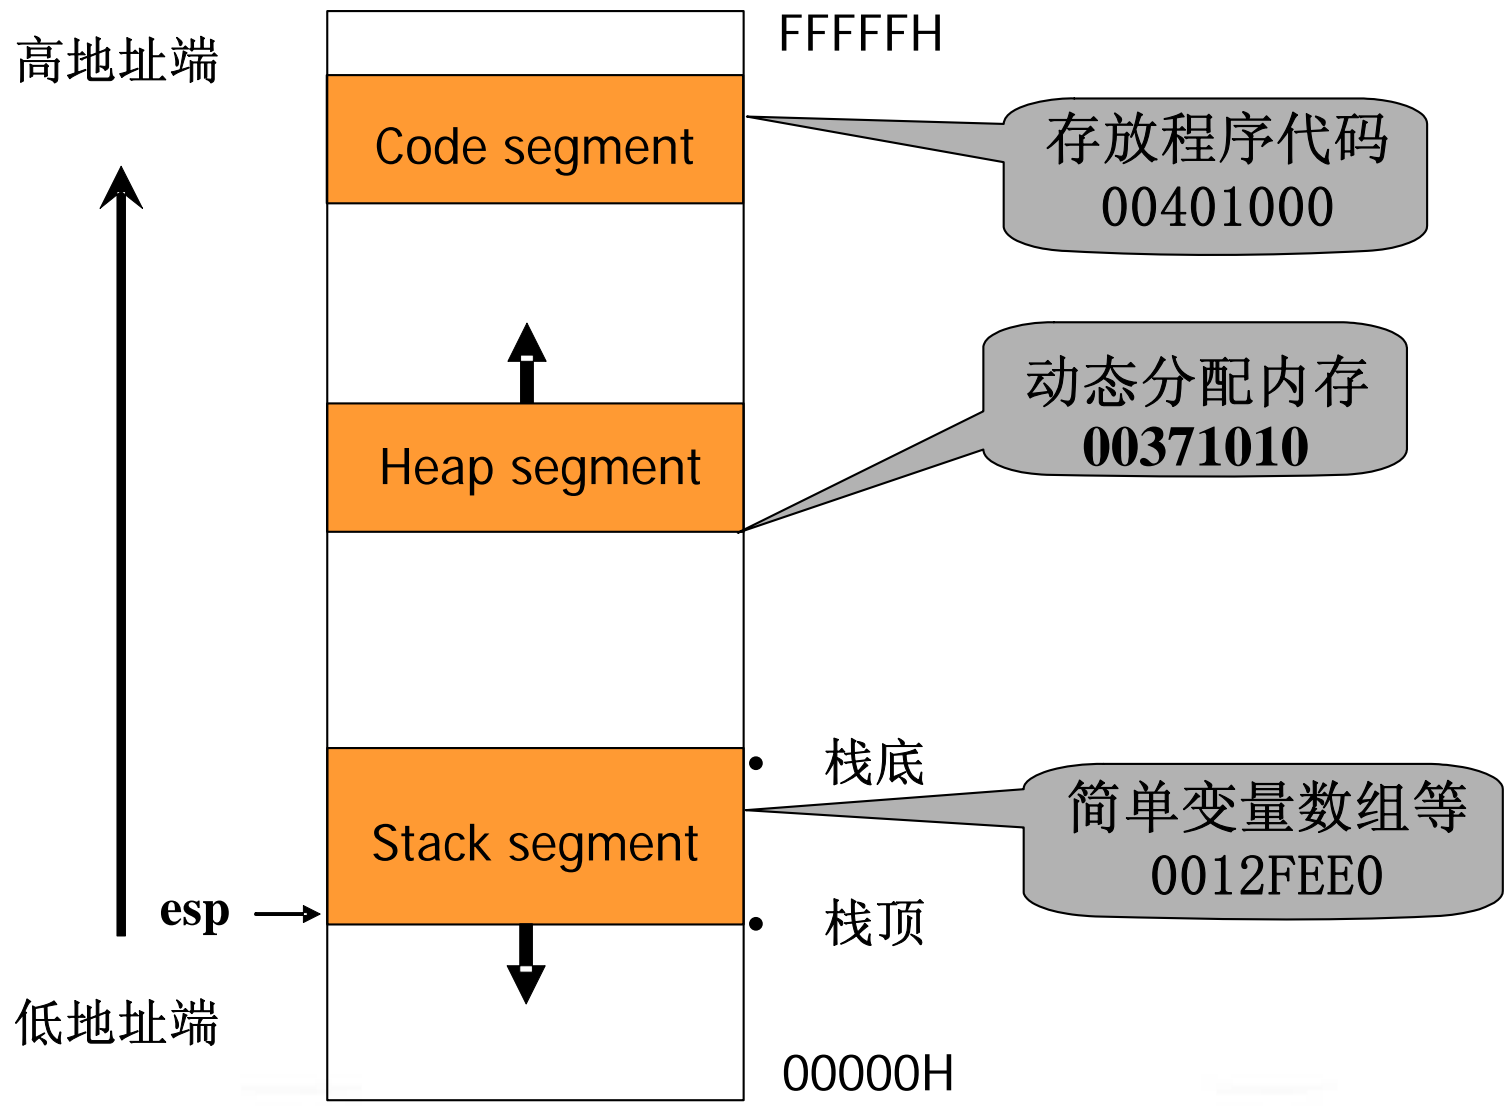 FFFFFH
高地址端
Code segment
存放程序代码
00401000
动态分配内存
00371010
Heap segment
栈底
简单变量数组等
0012FEE0
Stack segment
esp
栈顶
低地址端
00000H